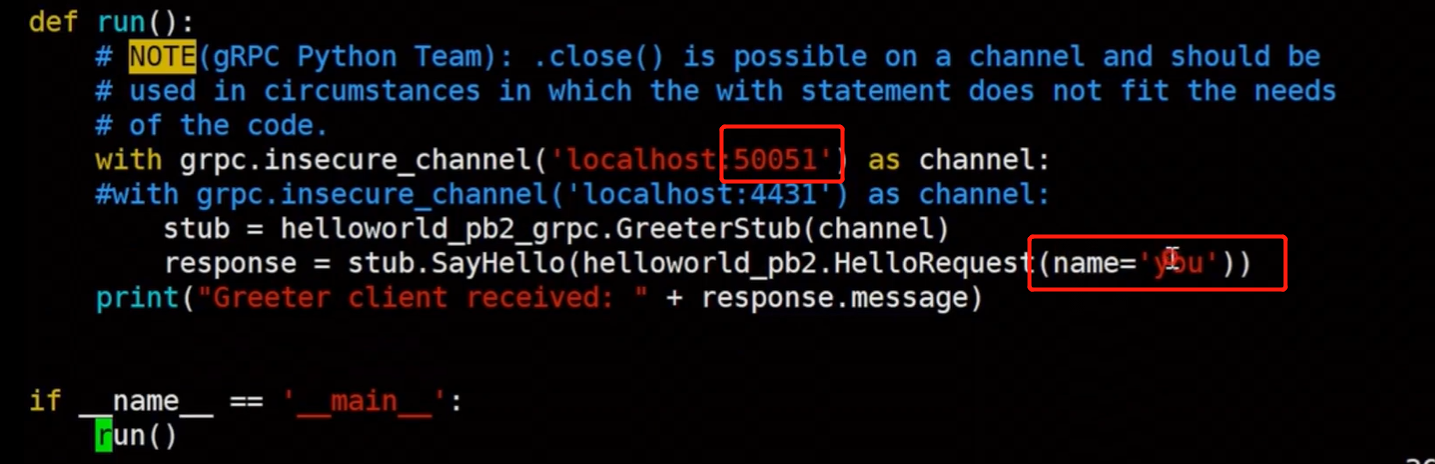 def run():
    # NOTE(gRPC Python Team): .close() is possible on a channel and should be
    # used in circumstances in which the with statement does not fit the needs
    # of the code.
    with grpc.insecure_channel('localhost:50051') as channel:
    #with grpc.insecure_channel('localhost:4431') as channel:
        stub = helloworld_pb2_grpc.GreeterStub(channel)
        response = stub.SayHello(helloworld_pb2.HelloRequest(name='you'))
    print("Greeter client received: " + response.message)
if __name__ == '__main__':
    run()